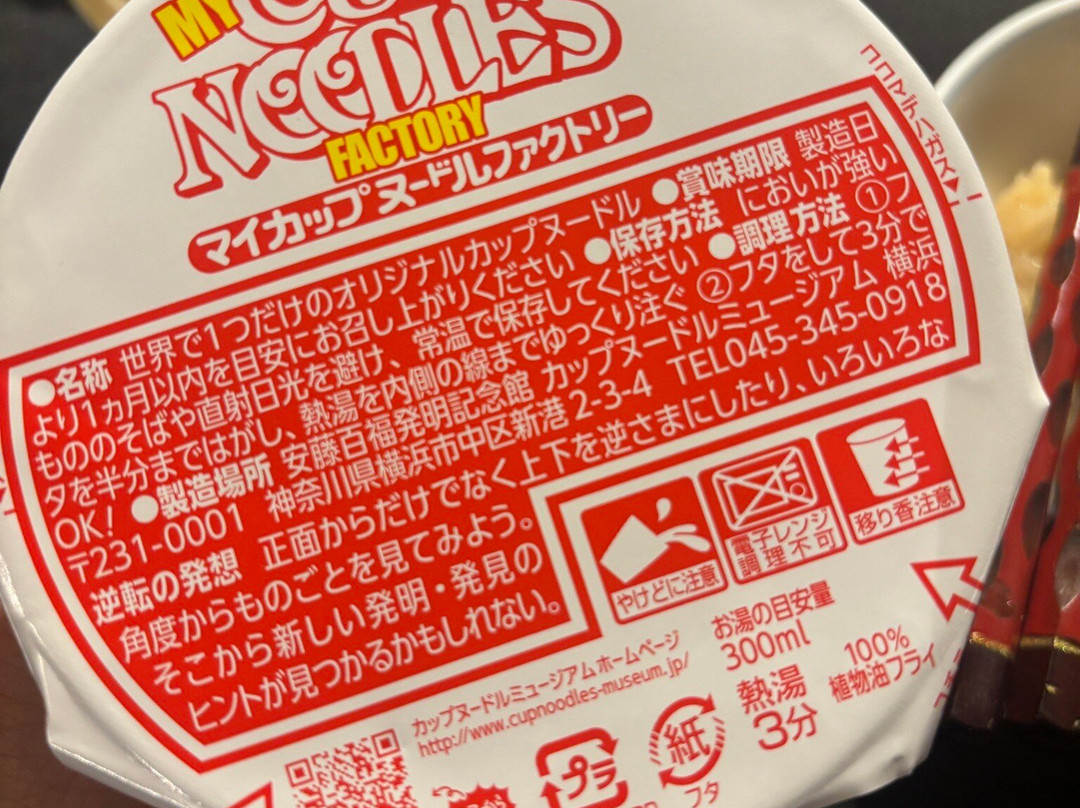 MY CUP
NOODLES
FACTORY
マイカップヌードルファクトリー
ココマデハガス
●名称 世界で1つだけのオリジナルカップヌードル ●賞味期限 製造日
より1カ月以内を目安にお召し上がりください ●保存方法 においが強い
もののそばや直射日光を避け、常温で保存してください ●調理方法 ①フ
タを半分まではがし、熱湯を内側の線までゆっくり注ぐ ②フタをして3分で
OK! ●製造場所 安藤百福発明記念館 カップヌードルミュージアム 横浜
〒231-0001 神奈川県横浜市中区新港2-3-4 TEL045-345-0918
逆転の発想 正面からだけでなく上下を逆さまにしたり、いろいろな
角度からものごとを見てみよう。
そこから新しい発明・発見の
ヒントが見つかるかもしれない。
やけどに注意
電子レンジ
調理不可
移り香注意
カップヌードルミュージアムホームページ
http://www.cupnoodles-museum.jp/
お湯の目安量
300ml
熱湯
3分
100%
植物油フライ
プラ
紙
フタ